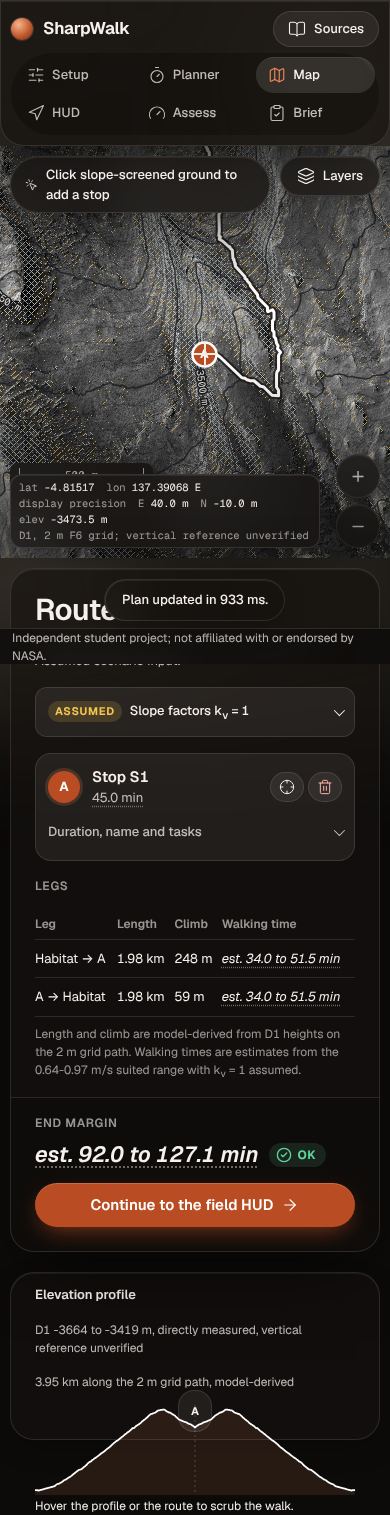 SharpWalk
Sources
Setup
Planner
Map
HUD
Assess
Brief
Click slope-screened ground to
add a stop
Layers
50 m
3500 m
500 m
lat -4.81517 lon 137.39068 E
display precision E 40.0 m N -10.0 m
elev -3473.5 m
D1, 2 m F6 grid; vertical reference unverified
Route
Plan updated in 933 ms.
Independent student project; not affiliated with or endorsed by
NASA.
ASSUMED Slope factors kv = 1
A
Stop S1
45.0 min
Duration, name and tasks
LEGS
Leg Length Climb Walking time
Habitat → A 1.98 km 248 m est. 34.0 to 51.5 min
A → Habitat 1.98 km 59 m est. 34.0 to 51.5 min
Length and climb are model-derived from D1 heights on
the 2 m grid path. Walking times are estimates from the
0.64-0.97 m/s suited range with kv = 1 assumed.
END MARGIN
est. 92.0 to 127.1 min OK
Continue to the field HUD →
Elevation profile
D1 -3664 to -3419 m, directly measured, vertical
reference unverified
3.95 km along the 2 m grid path, model-derived
A
Hover the profile or the route to scrub the walk.